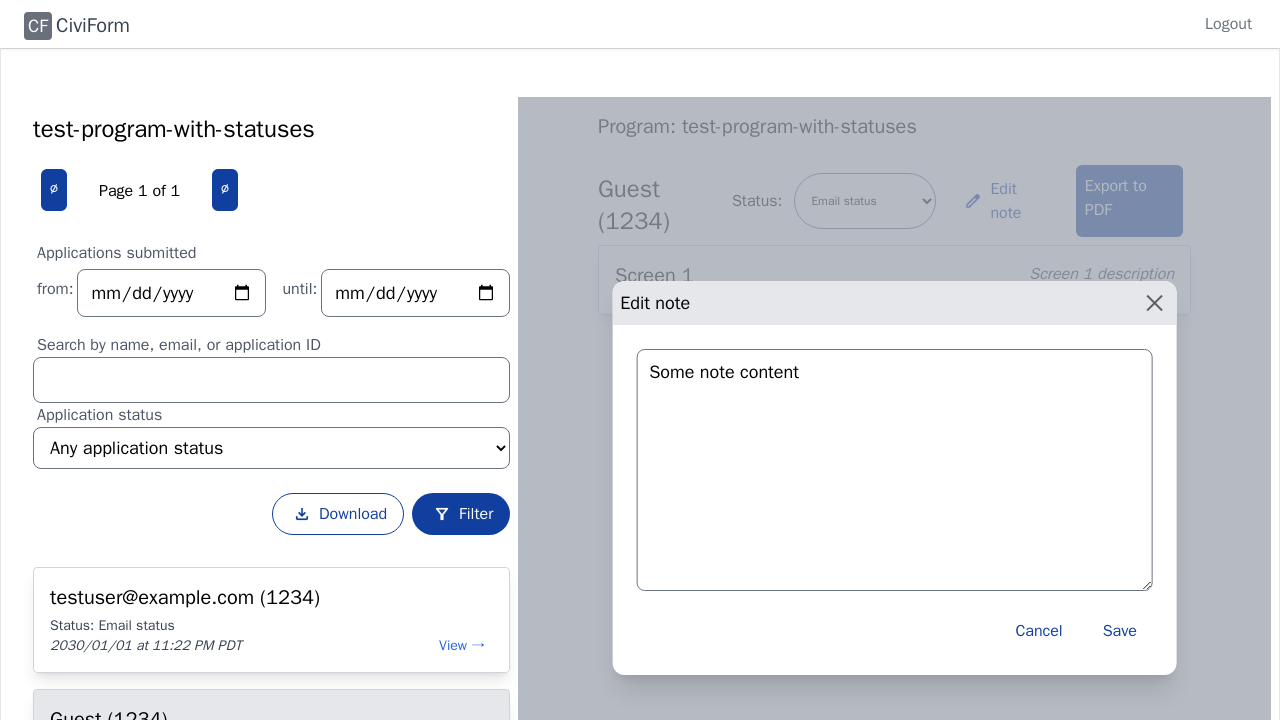 CF CiviForm
Logout
test-program-with-statuses
Page 1 of 1
Applications submitted
from: mm/dd/yyyy until: mm/dd/yyyy
Search by name, email, or application ID
Application status
Any application status
Download Filter
testuser@example.com (1234)
Status: Email status
2030/01/01 at 11:22 PM PDT View →
Guest (1234)
Program: test-program-with-statuses
Guest
(1234)
Status: Email status
Edit
note
Export to
PDF
Screen 1 Screen 1 description
Edit note
Some note content
Cancel Save